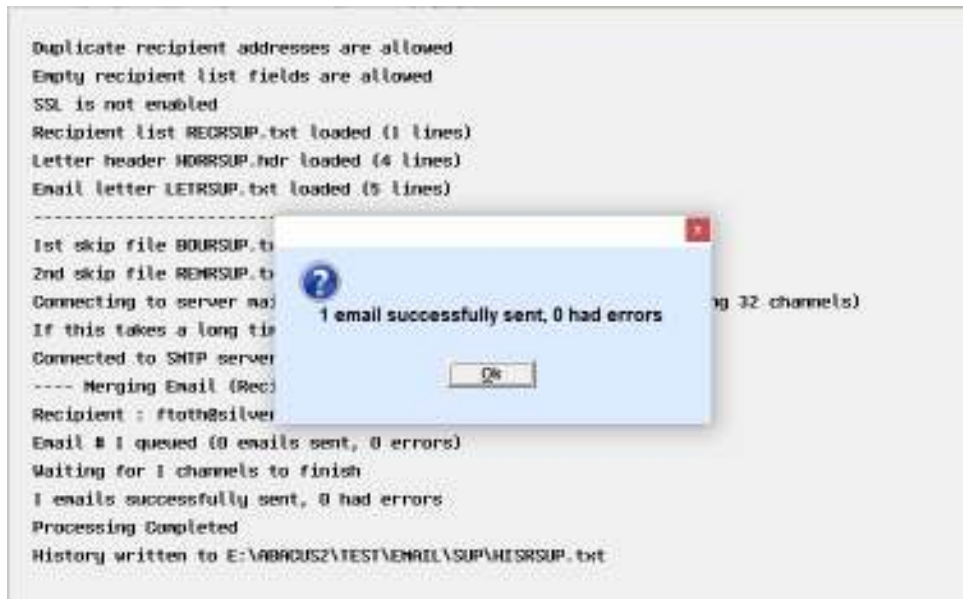 Duplicate recipient addresses are allowed
Empty recipient list fields are allowed
SSL is not enabled
Recipient list RECRSUP.txt loaded (1 lines)
Letter header HDRRSUP.hdr loaded (4 lines)
Email letter LETRSUP.txt loaded (5 lines)
--------------------------
1st skip file BOURSUP.t
2nd skip file REMRSUP.t
Connecting to server mai
ng 32 channels)
If this takes a long ti
Connected to SMTP server
---- Merging Email (Rec
Recipient : ftoth@silver
1 email successfully sent, 0 had errors
Ok
Email # 1 queued (0 emails sent, 0 errors)
Waiting for 1 channels to finish
1 emails successfully sent, 0 had errors
Processing Completed
History written to E:\ABACUS2\TEST\EMAIL\SUP\HISRSUP.txt